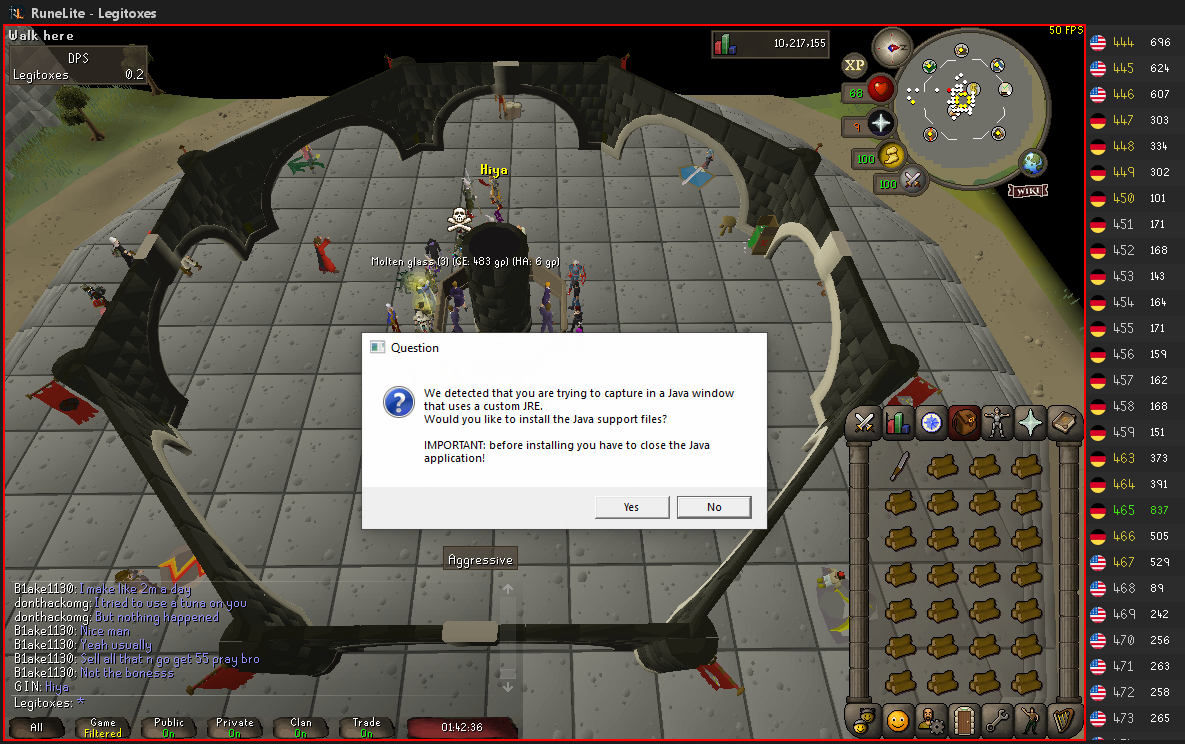 RuneLite - Legitoxes
Walk here
DPS
Legitoxes 0.2
10,217,155
50 FPS
XP
68
9
100
100
WIKI
Hiya
Molten glass (3) (GE: 483 gp) (HA: 6 gp)
Question
We detected that you are trying to capture in a Java window
that uses a custom JRE.
Would you like to install the Java support files?
IMPORTANT: before installing you have to close the Java
application!
Yes
No
Aggressive
B1ake1130: I make like 2m a day
donthackomg: I tried to use a tuna on you
donthackomg: But nothing happened
B1ake1130: Nice man
B1ake1130: Yeah usually
B1ake1130: Sell all that n go get 55 pray bro
B1ake1130: Not the bonesss
GIN: Hiya
Legitoxes: *
All
Game
Filtered
Public
On
Private
On
Clan
On
Trade
On
01:42:36
444 696
445 624
446 607
447 303
448 334
449 302
450 101
451 171
452 168
453 143
454 164
455 171
456 159
457 162
458 168
459 151
463 373
464 391
465 837
466 505
467 529
468 89
469 242
470 256
471 263
472 258
473 265